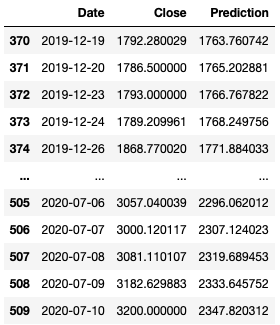 Date Close Prediction
370 2019-12-19 1792.280029 1763.760742
371 2019-12-20 1786.500000 1765.202881
372 2019-12-23 1793.000000 1766.767822
373 2019-12-24 1789.209961 1768.249756
374 2019-12-26 1868.770020 1771.884033
... ... ... ...
505 2020-07-06 3057.040039 2296.062012
506 2020-07-07 3000.120117 2307.124023
507 2020-07-08 3081.110107 2319.689453
508 2020-07-09 3182.629883 2333.645752
509 2020-07-10 3200.000000 2347.820312